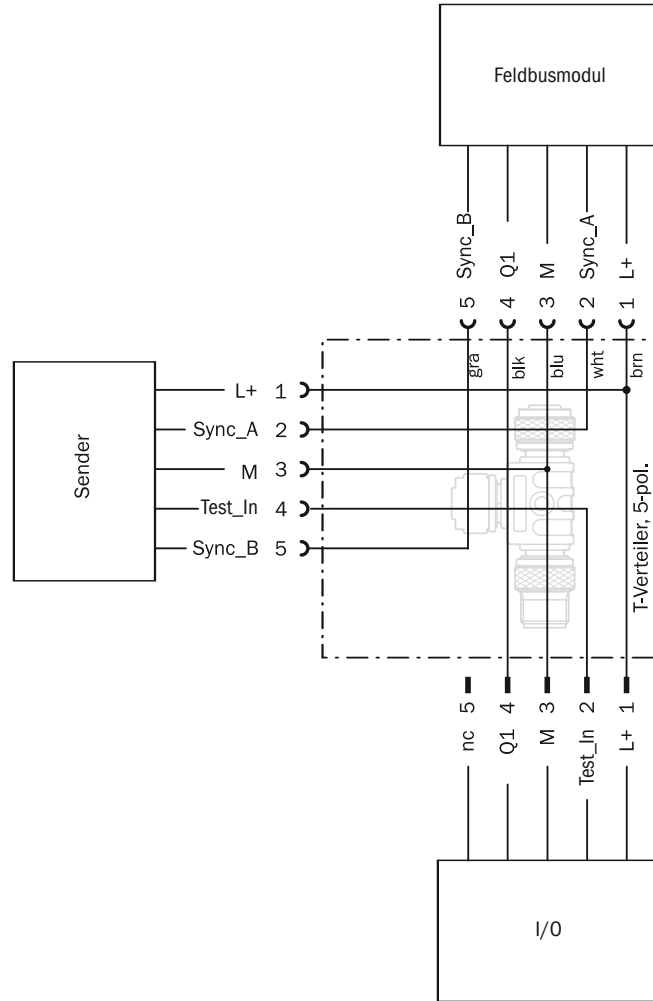 Feldbusmodul
Sync_B
Q1
M
Sync_A
L+
5
4
3
2
1
gra
blk
blu
wht
brn
Sender
L+ 1
Sync_A 2
M 3
Test_In 4
Sync_B 5
T-Verteiler, 5-pol.
5
4
3
2
1
nc
Q1
M
Test_In
L+
I/O